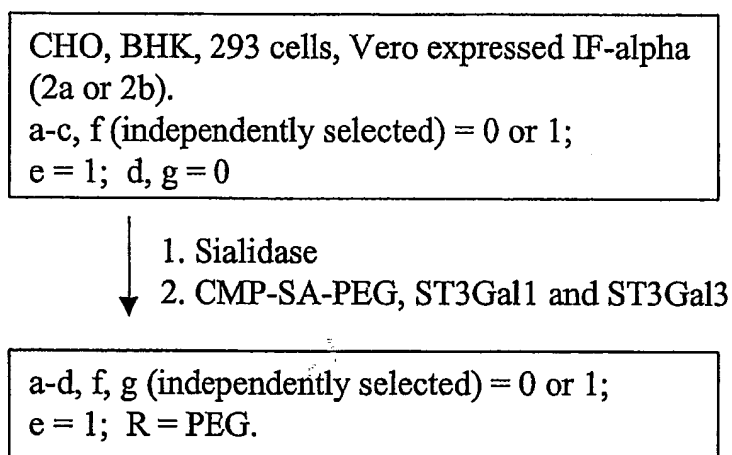 CHO, BHK, 293 cells, Vero expressed IF-alpha
(2a or 2b).
a-c, f (independently selected) = 0 or 1;
e = 1; d, g = 0
1. Sialidase
2. CMP-SA-PEG, ST3Gal1 and ST3Gal3
a-d, f, g (independently selected) = 0 or 1;
e = 1; R = PEG.